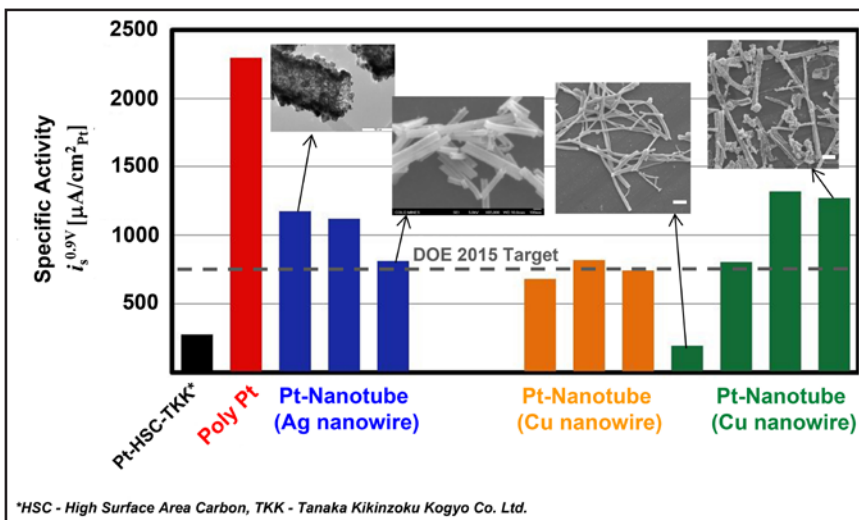 2500
2000
1500
1000
500
Specific Activity
i_s^0.9V [µA/cm²Pt]
DOE 2015 Target
Pt-HSC-TKK*
Poly Pt
Pt-Nanotube
(Ag nanowire)
Pt-Nanotube
(Cu nanowire)
Pt-Nanotube
(Cu nanowire)
*HSC - High Surface Area Carbon, TKK - Tanaka Kikinzoku Kogyo Co. Ltd.